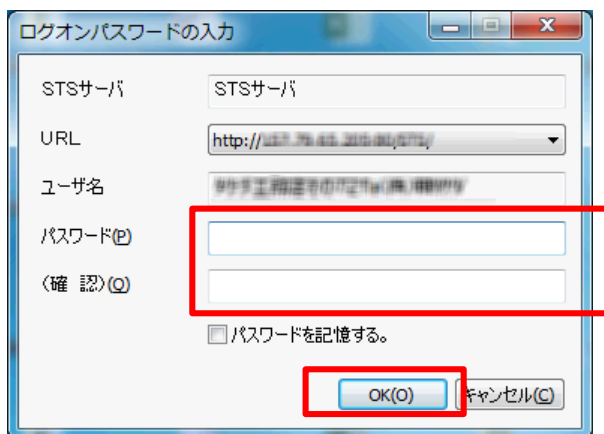 ログオンパスワードの入力
STSサーバ STSサーバ
URL http://
ユーザ名
パスワード(P)
(確 認)(Q)
パスワードを記憶する。
OK(O) キャンセル(C)